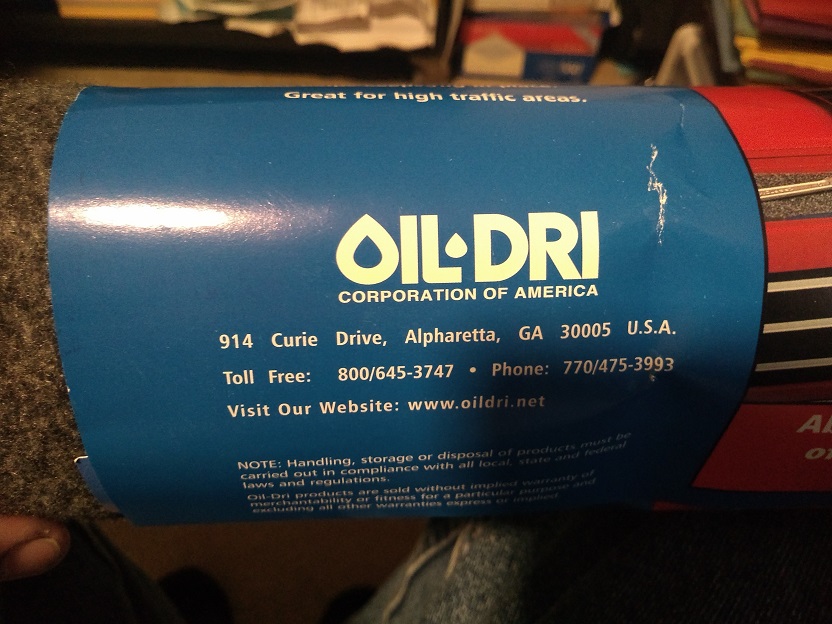 Great for high traffic areas.
OIL·DRI
CORPORATION OF AMERICA
914 Curie Drive, Alpharetta, GA 30005 U.S.A.
Toll Free: 800/645-3747 • Phone: 770/475-3993
Visit Our Website: www.oildri.net
NOTE: Handling, storage or disposal of products must be
carried out in compliance with all local, state and federal
laws and regulations.
Oil-Dri products are sold without implied warranty of
merchantability or fitness for a particular purpose and
excluding all other warranties express or implied.